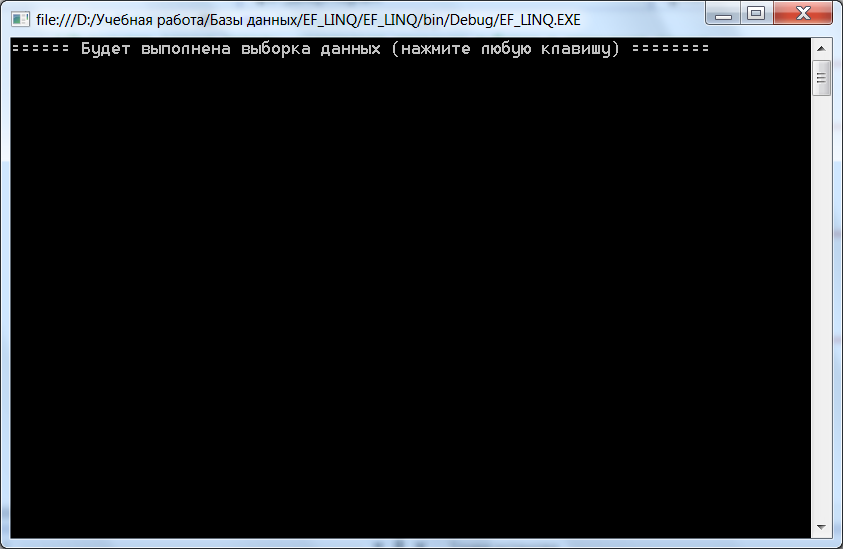 file:///D:/Учебная работа/Базы данных/EF_LINQ/EF_LINQ/bin/Debug/EF_LINQ.EXE
====== Будет выполнена выборка данных (нажмите любую клавишу) ========